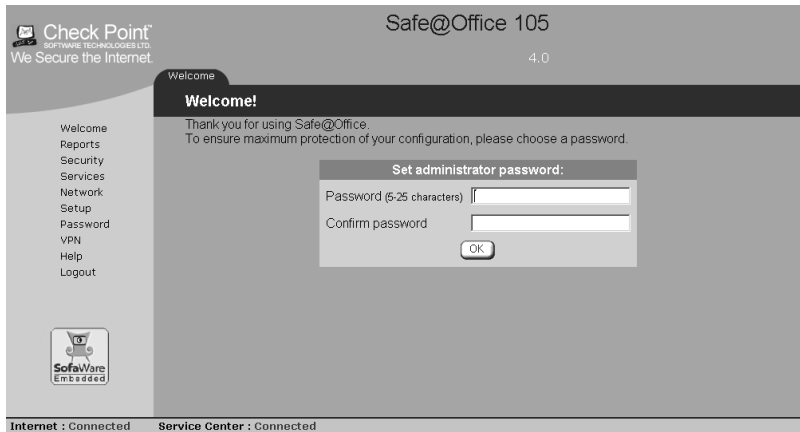 Check Point™
SOFTWARE TECHNOLOGIES LTD.
We Secure the Internet.
Safe@Office 105
4.0
Welcome
Welcome!
Welcome
Reports
Security
Services
Network
Setup
Password
VPN
Help
Logout
Thank you for using Safe@Office.
To ensure maximum protection of your configuration, please choose a password.
Set administrator password:
Password (5-25 characters)
Confirm password
OK
SofaWare
Embedded
Internet : Connected Service Center : Connected